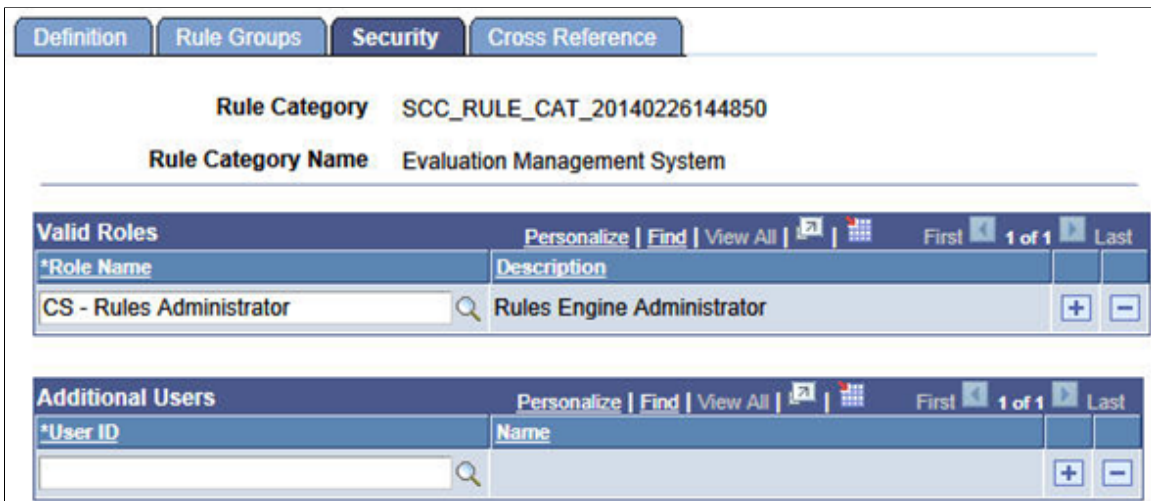 Definition Rule Groups Security Cross Reference
Rule Category SCC_RULE_CAT_20140226144850
Rule Category Name Evaluation Management System
Valid Roles Personalize | Find | View All | | First 1 of 1 Last
*Role Name Description
CS - Rules Administrator Rules Engine Administrator
Additional Users Personalize | Find | View All | | First 1 of 1 Last
*User ID Name